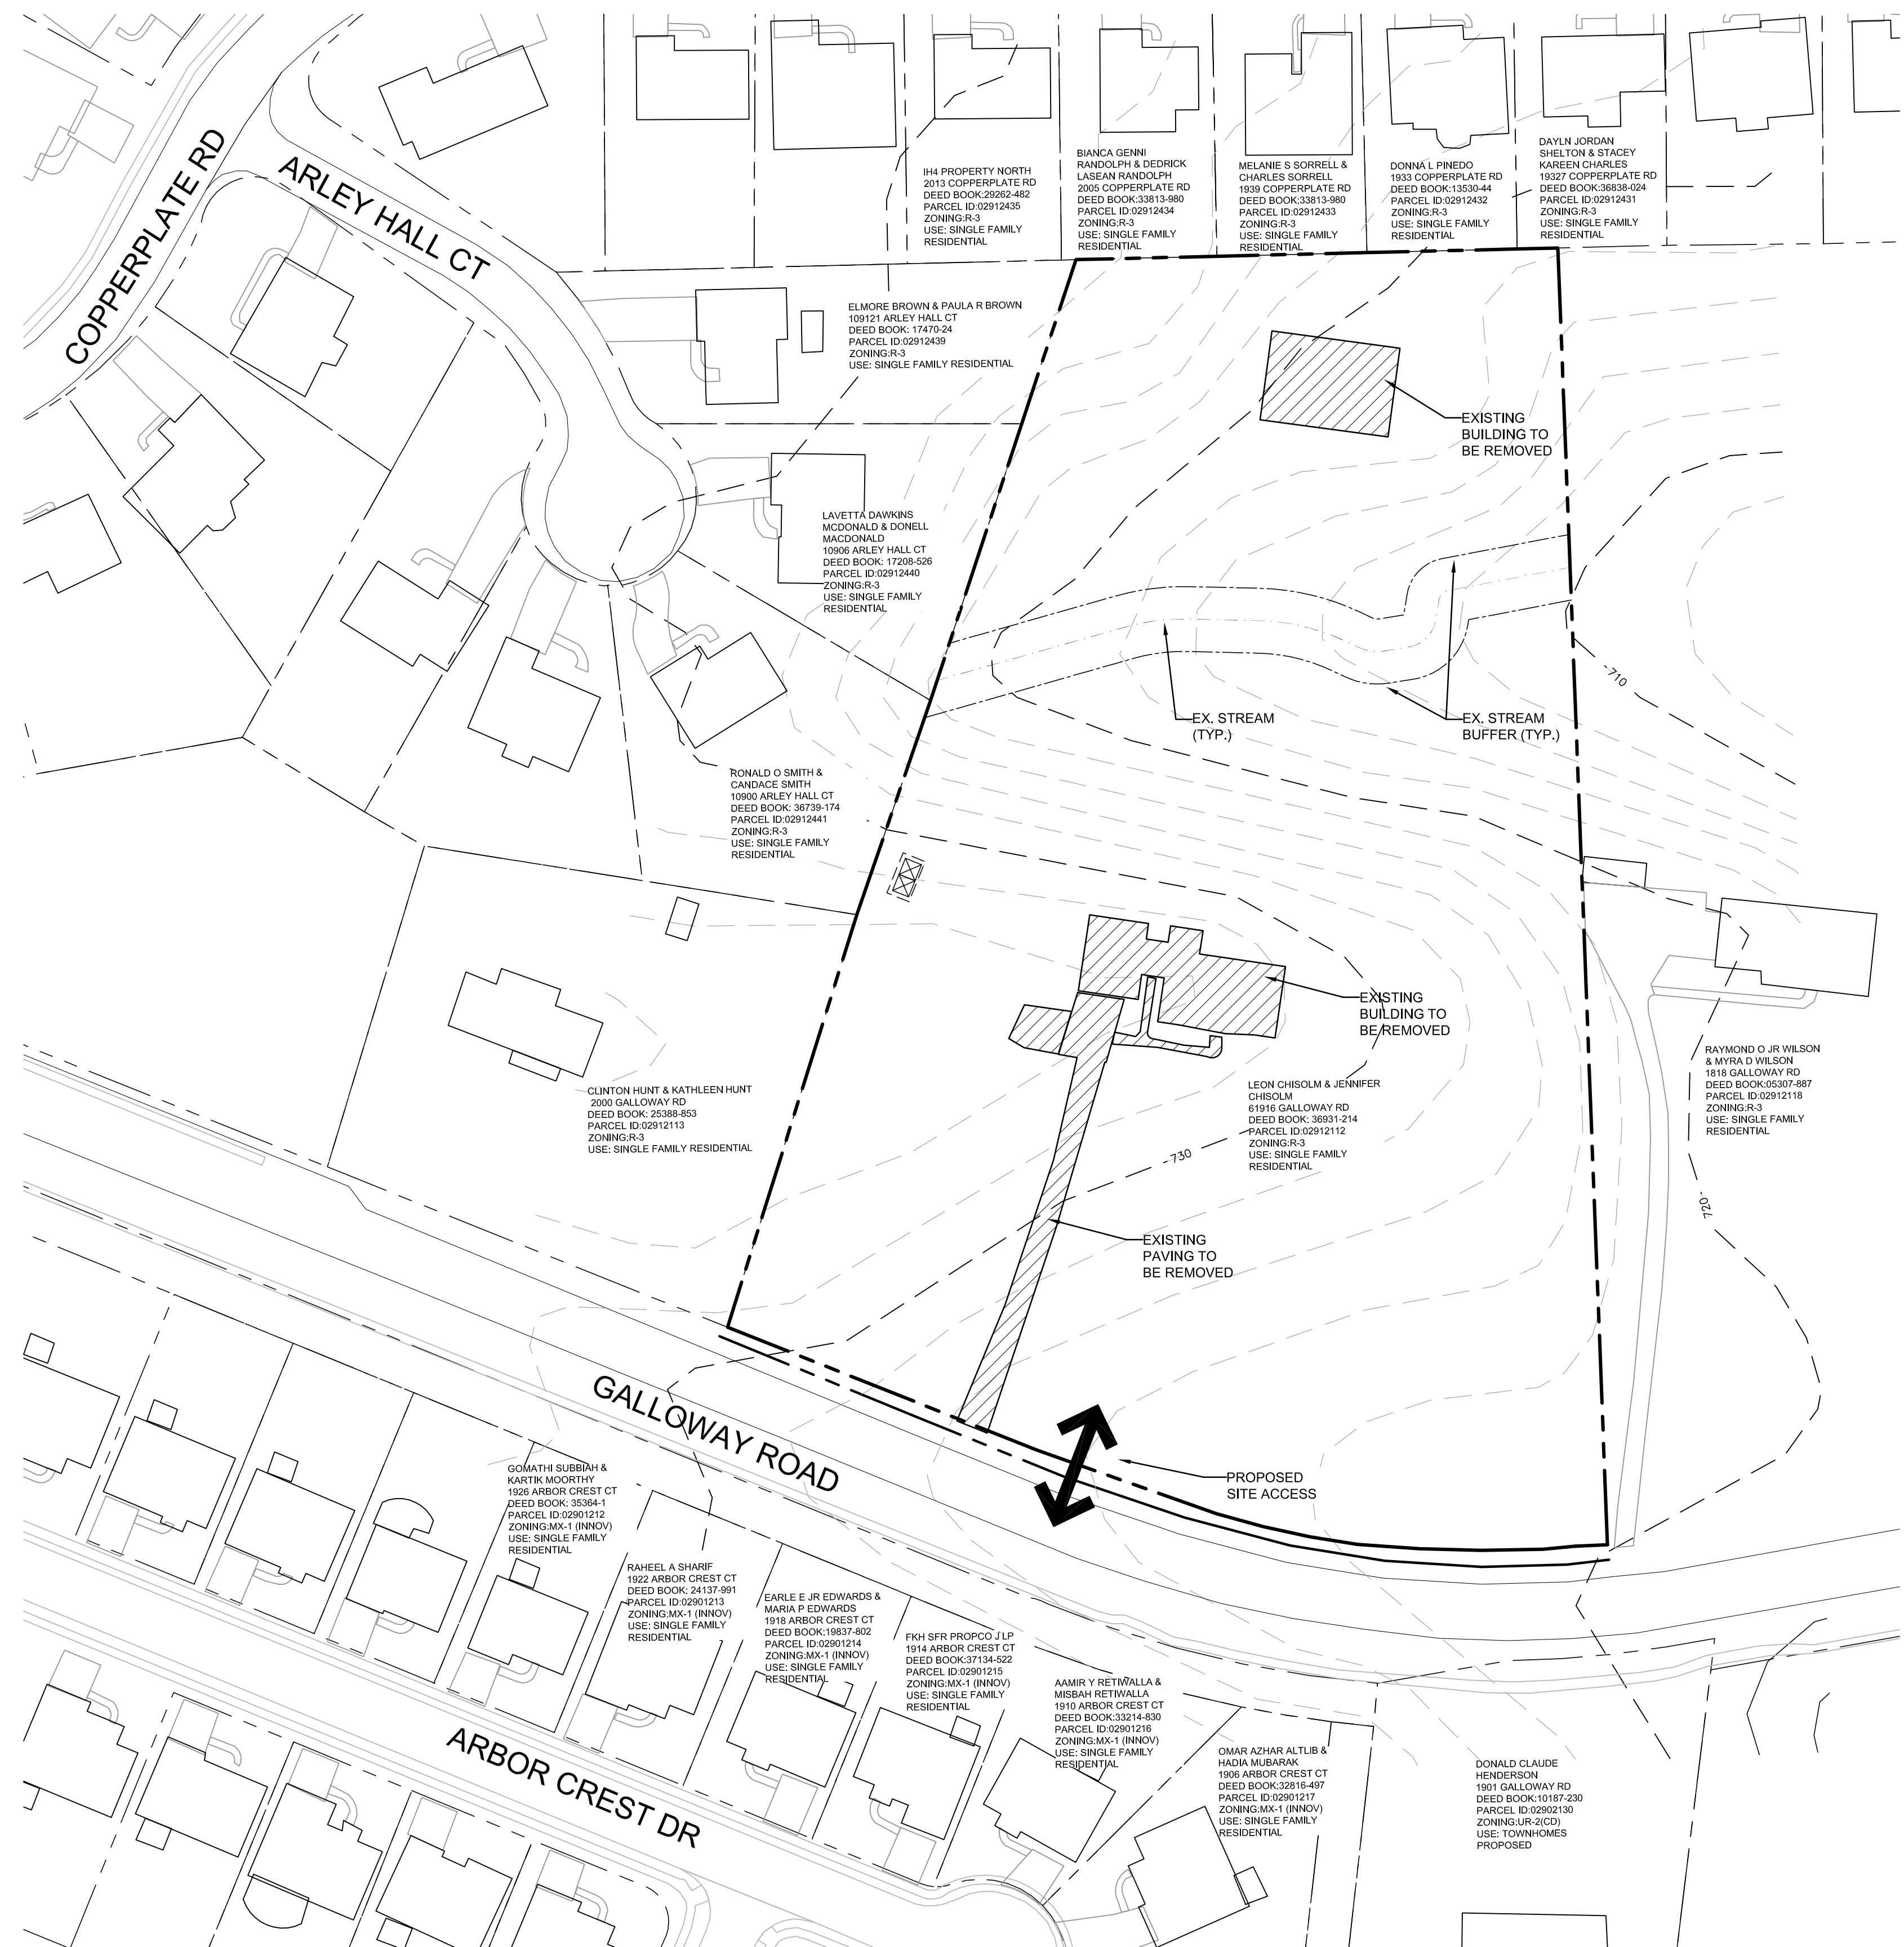 COPPERPLATE RD
ARLEY HALL CT
IH4 PROPERTY NORTH
2013 COPPERPLATE RD
DEED BOOK:29262-482
PARCEL ID:02912435
ZONING:R-3
USE: SINGLE FAMILY
RESIDENTIAL
BIANCA GENNI
RANDOLPH & DEDRICK
LASEAN RANDOLPH
2005 COPPERPLATE RD
DEED BOOK:33813-980
PARCEL ID:02912434
ZONING:R-3
USE: SINGLE FAMILY
RESIDENTIAL
MELANIE S SORRELL &
CHARLES SORRELL
1939 COPPERPLATE RD
DEED BOOK:33813-980
PARCEL ID:02912433
ZONING:R-3
USE: SINGLE FAMILY
RESIDENTIAL
DONNA L PINEDO
1933 COPPERPLATE RD
DEED BOOK:13530-44
PARCEL ID:02912432
ZONING:R-3
USE: SINGLE FAMILY
RESIDENTIAL
DAYLN JORDAN
SHELTON & STACEY
KAREEN CHARLES
19327 COPPERPLATE RD
DEED BOOK:36838-024
PARCEL ID:02912431
ZONING:R-3
USE: SINGLE FAMILY
RESIDENTIAL
ELMORE BROWN & PAULA R BROWN
109121 ARLEY HALL CT
DEED BOOK: 17470-24
PARCEL ID:02912439
ZONING:R-3
USE: SINGLE FAMILY RESIDENTIAL
EXISTING
BUILDING TO
BE REMOVED
LAVETTA DAWKINS
MCDONALD & DONELL
MACDONALD
10906 ARLEY HALL CT
DEED BOOK: 17208-526
PARCEL ID:02912440
ZONING:R-3
USE: SINGLE FAMILY
RESIDENTIAL
710
EX. STREAM
(TYP.)
EX. STREAM
BUFFER (TYP.)
RONALD O SMITH &
CANDACE SMITH
10900 ARLEY HALL CT
DEED BOOK: 36739-174
PARCEL ID:02912441
ZONING:R-3
USE: SINGLE FAMILY
RESIDENTIAL
EXISTING
BUILDING TO
BE REMOVED
RAYMOND O JR WILSON
& MYRA D WILSON
1818 GALLOWAY RD
DEED BOOK:05307-887
PARCEL ID:02912118
ZONING:R-3
USE: SINGLE FAMILY
RESIDENTIAL
CLINTON HUNT & KATHLEEN HUNT
2000 GALLOWAY RD
DEED BOOK: 25388-853
PARCEL ID:02912113
ZONING:R-3
USE: SINGLE FAMILY RESIDENTIAL
LEON CHISOLM & JENNIFER
CHISOLM
61916 GALLOWAY RD
DEED BOOK: 36931-214
PARCEL ID:02912112
ZONING:R-3
USE: SINGLE FAMILY
RESIDENTIAL
730
720
EXISTING
PAVING TO
BE REMOVED
GALLOWAY ROAD
PROPOSED
SITE ACCESS
GOMATHI SUBBIAH &
KARTIK MOORTHY
1926 ARBOR CREST CT
DEED BOOK: 35364-1
PARCEL ID:02901212
ZONING:MX-1 (INNOV)
USE: SINGLE FAMILY
RESIDENTIAL
RAHEEL A SHARIF
1922 ARBOR CREST CT
DEED BOOK: 24137-991
PARCEL ID:02901213
ZONING:MX-1 (INNOV)
USE: SINGLE FAMILY
RESIDENTIAL
EARLE E JR EDWARDS &
MARIA P EDWARDS
1918 ARBOR CREST CT
DEED BOOK:19837-802
PARCEL ID:02901214
ZONING:MX-1 (INNOV)
USE: SINGLE FAMILY
RESIDENTIAL
FKH SFR PROPCO J LP
1914 ARBOR CREST CT
DEED BOOK:37134-522
PARCEL ID:02901215
ZONING:MX-1 (INNOV)
USE: SINGLE FAMILY
RESIDENTIAL
AAMIR Y RETIWALLA &
MISBAH RETIWALLA
1910 ARBOR CREST CT
DEED BOOK:33214-830
PARCEL ID:02901216
ZONING:MX-1 (INNOV)
USE: SINGLE FAMILY
RESIDENTIAL
OMAR AZHAR ALTLIB &
HADIA MUBARAK
1906 ARBOR CREST CT
DEED BOOK:32816-497
PARCEL ID:02901217
ZONING:MX-1 (INNOV)
USE: SINGLE FAMILY
RESIDENTIAL
DONALD CLAUDE
HENDERSON
1901 GALLOWAY RD
DEED BOOK:10187-230
PARCEL ID:02902130
ZONING:UR-2(CD)
USE: TOWNHOMES
PROPOSED
ARBOR CREST DR